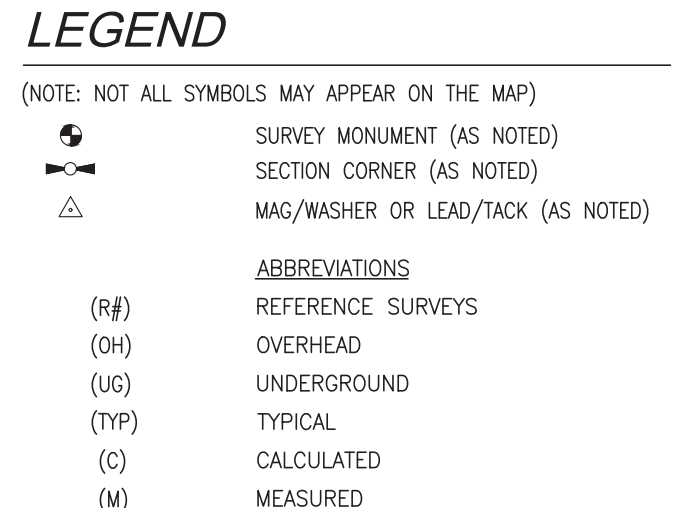 LEGEND
(NOTE: NOT ALL SYMBOLS MAY APPEAR ON THE MAP)
SURVEY MONUMENT (AS NOTED)
SECTION CORNER (AS NOTED)
MAG/WASHER OR LEAD/TACK (AS NOTED)
ABBREVIATIONS
(R#) REFERENCE SURVEYS
(OH) OVERHEAD
(UG) UNDERGROUND
(TYP) TYPICAL
(C) CALCULATED
(M) MEASURED